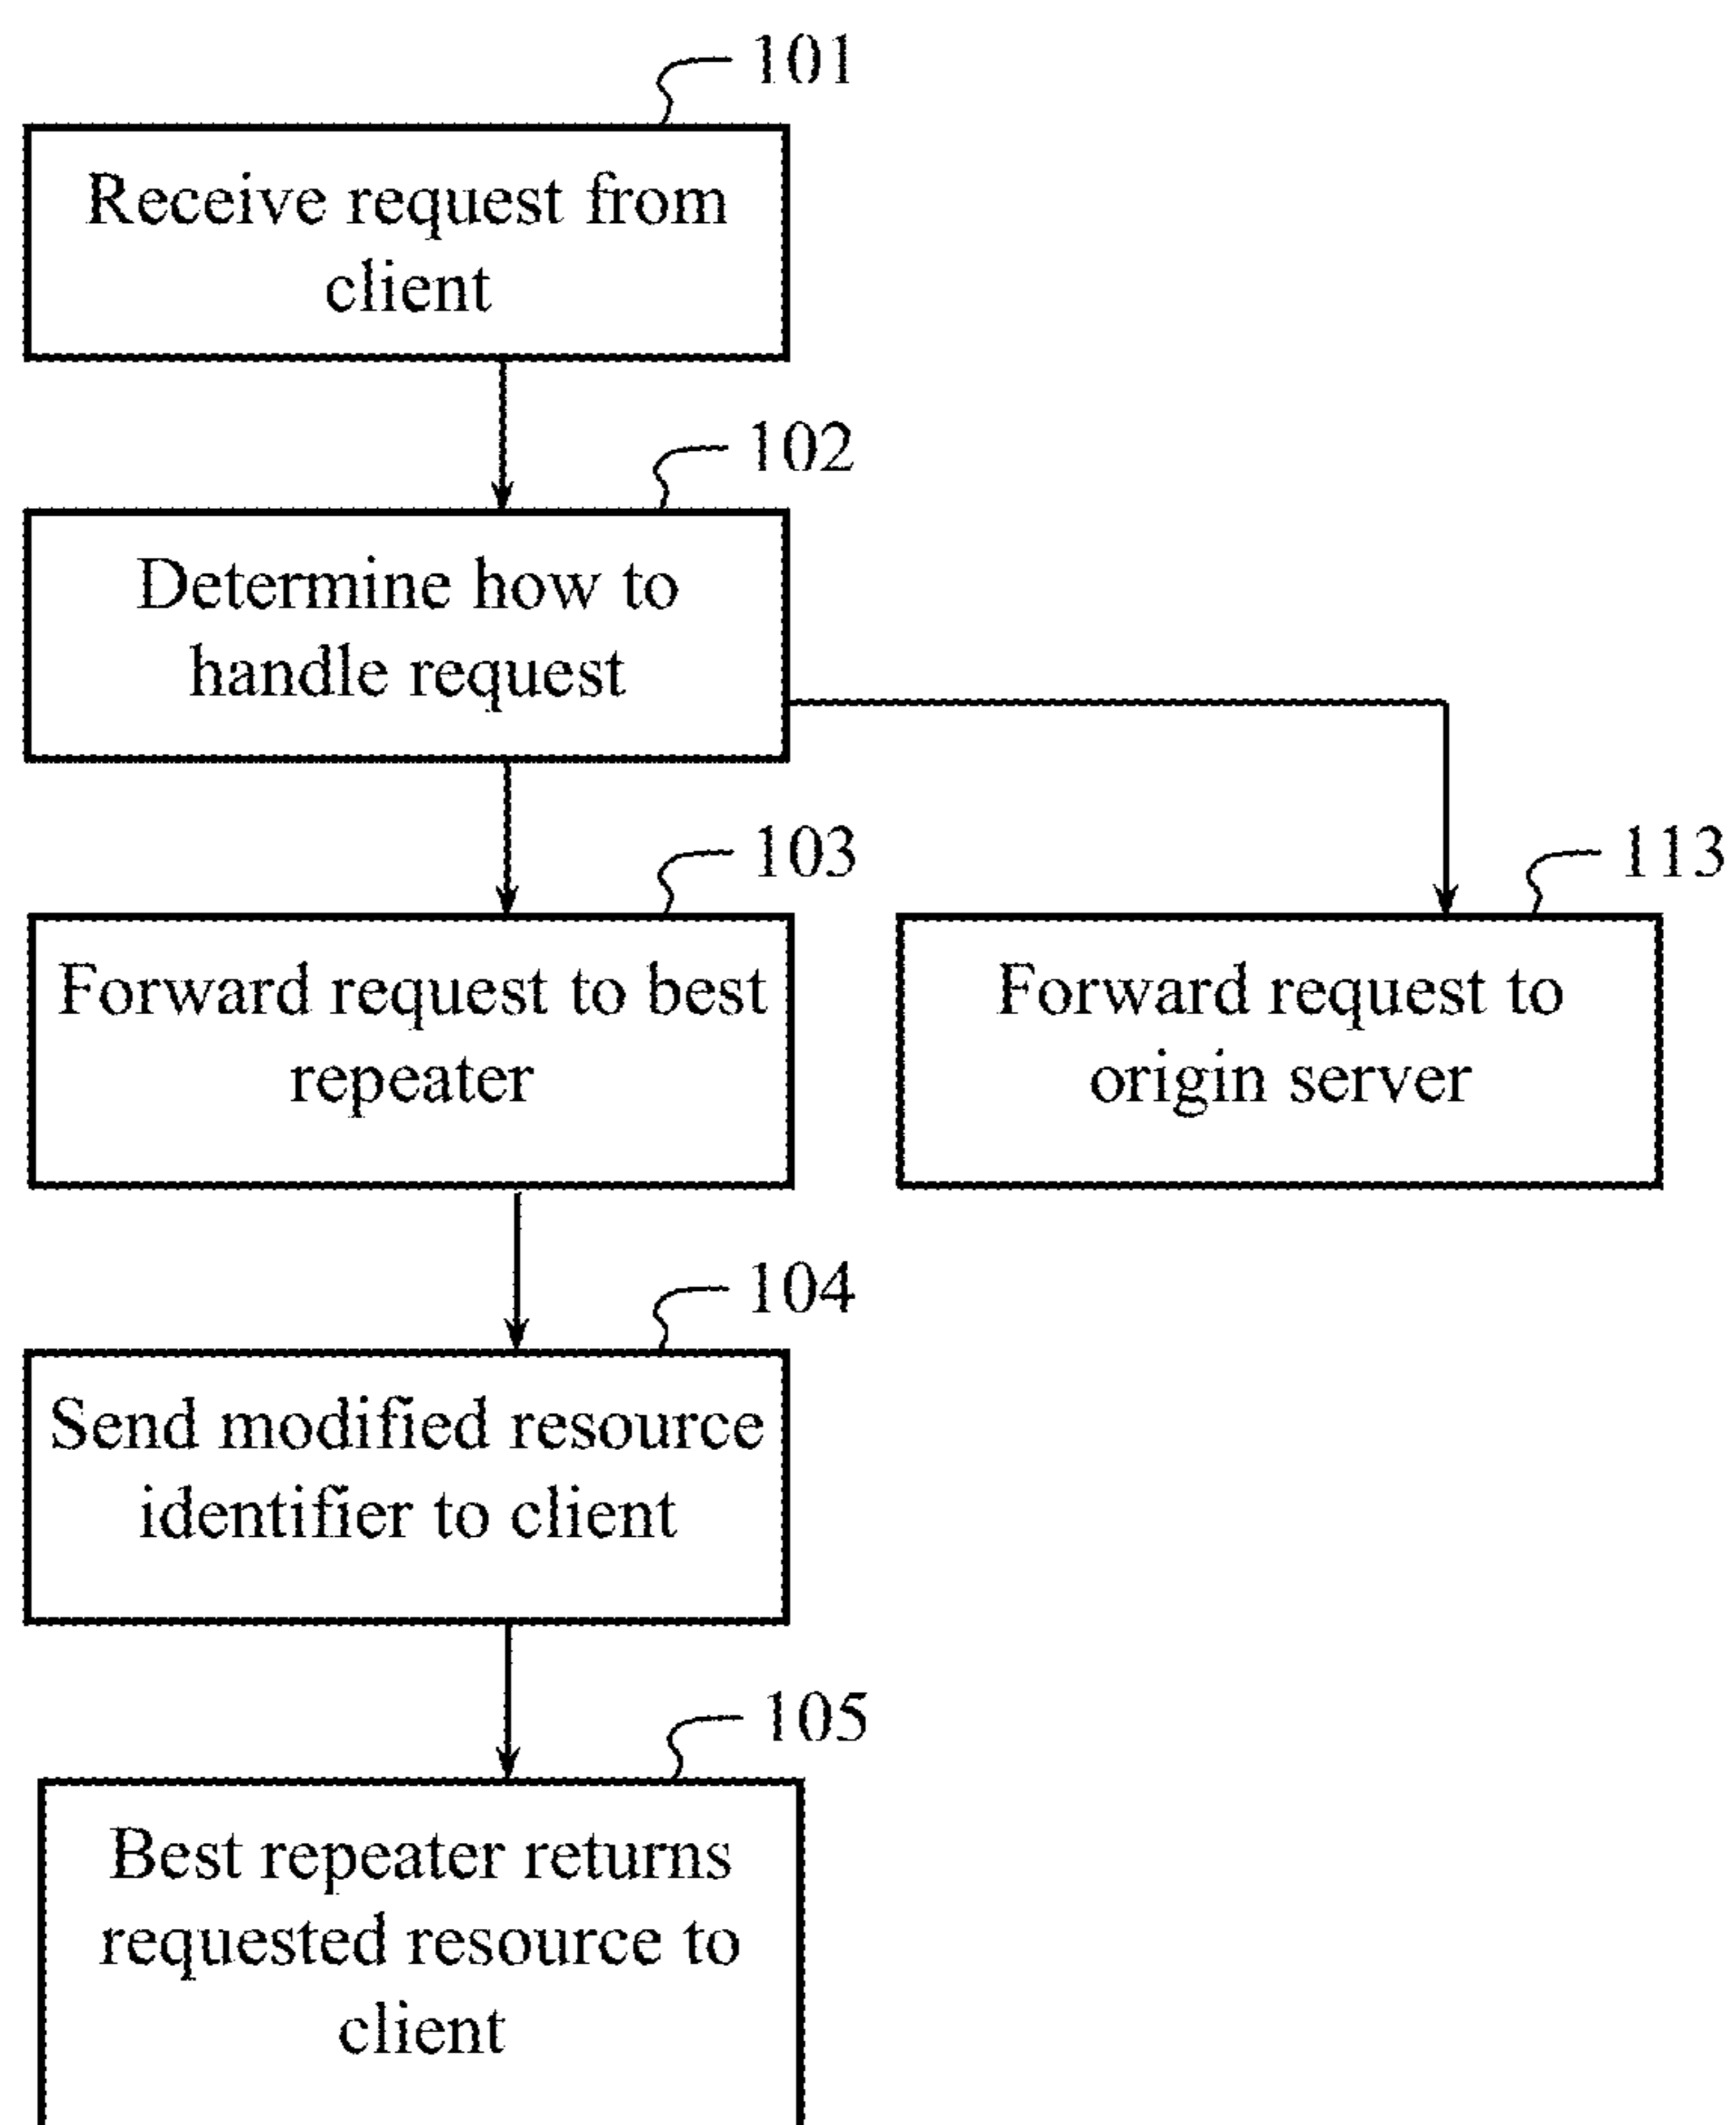 101
Receive request from
client
102
Determine how to
handle request
103
Forward request to best
repeater
113
Forward request to
origin server
104
Send modified resource
identifier to client
105
Best repeater returns
requested resource to
client